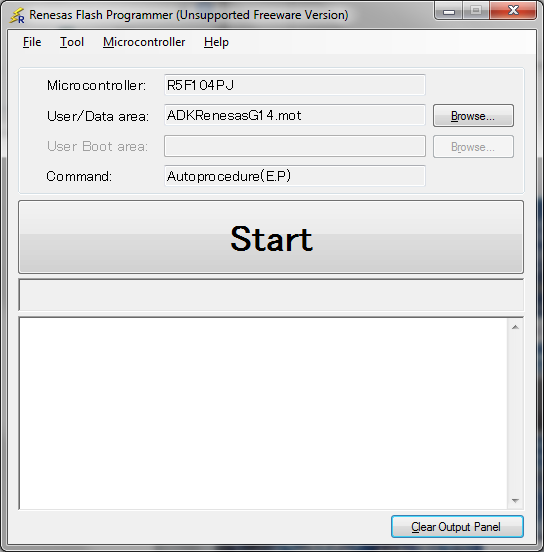 Renesas Flash Programmer (Unsupported Freeware Version)
File Tool Microcontroller Help
Microcontroller: R5F104PJ
User/Data area: ADKRenesasG14.mot Browse...
User Boot area: Browse...
Command: Autoprocedure(E.P)
Start
Clear Output Panel